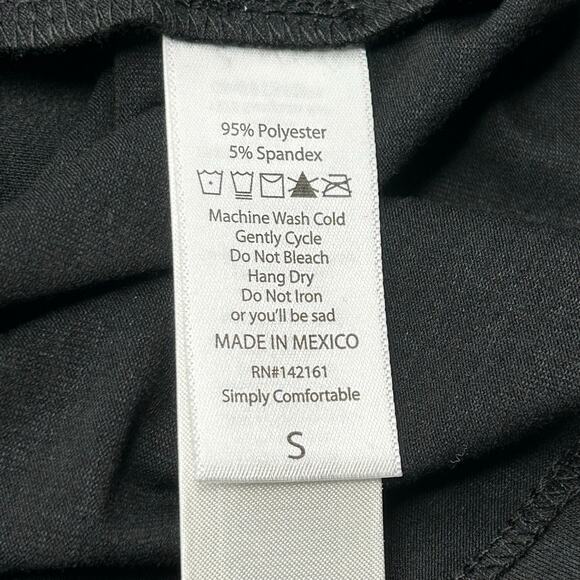 95% Polyester
5% Spandex
Machine Wash Cold
Gently Cycle
Do Not Bleach
Hang Dry
Do Not Iron
or you'll be sad
MADE IN MEXICO
RN#142161
Simply Comfortable
S